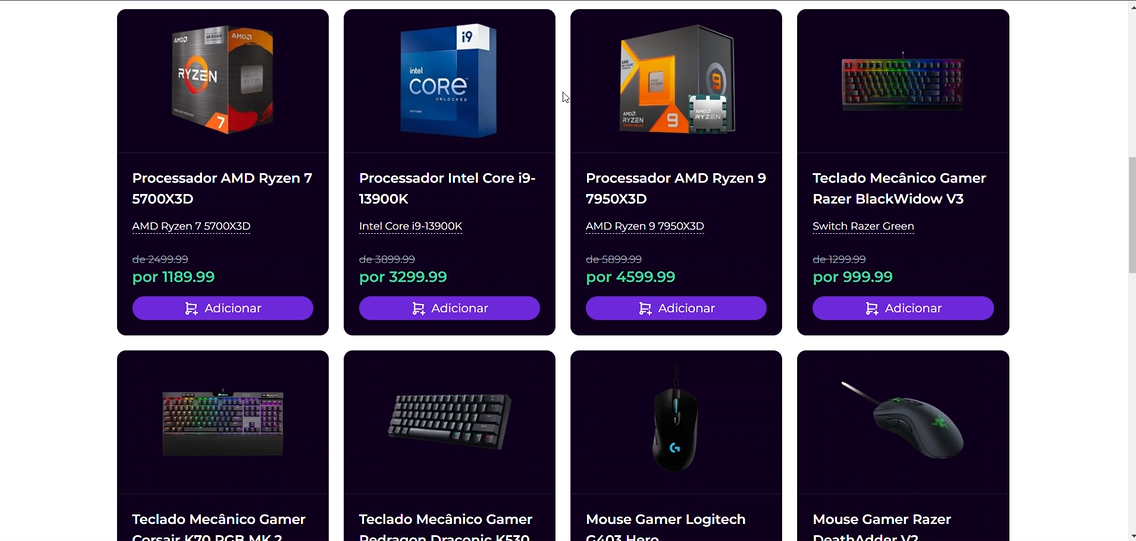 AMD
AMD
RYZEN
7
i9
intel
CORE
UNLOCKED
AMD
RYZEN
9
9
RYZEN
Processador AMD Ryzen 7
5700X3D
AMD Ryzen 7 5700X3D
de 2499.99
por 1189.99
Adicionar
Processador Intel Core i9-
13900K
Intel Core i9-13900K
de 3899.99
por 3299.99
Adicionar
Processador AMD Ryzen 9
7950X3D
AMD Ryzen 9 7950X3D
de 5899.99
por 4599.99
Adicionar
Teclado Mecânico Gamer
Razer BlackWidow V3
Switch Razer Green
de 1299.99
por 999.99
Adicionar
Teclado Mecânico Gamer
Corsair K70 RGB MK.2
Teclado Mecânico Gamer
Redragon Draconic K530
Mouse Gamer Logitech
G403 Hero
Mouse Gamer Razer
DeathAdder V2